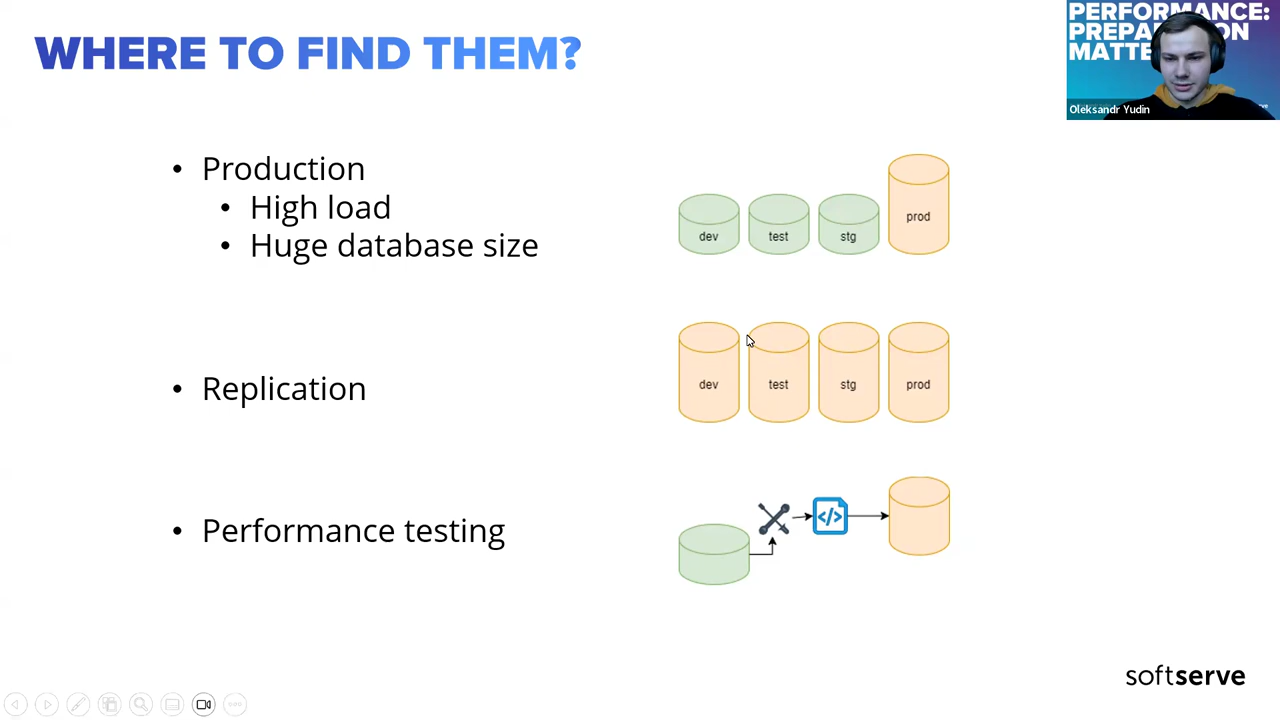 WHERE TO FIND THEM?
PERFORMANCE:
MATTE
Oleksandr Yudin
• Production
• High load
• Huge database size
dev test stg prod
• Replication
dev test stg prod
• Performance testing
</>
softserve